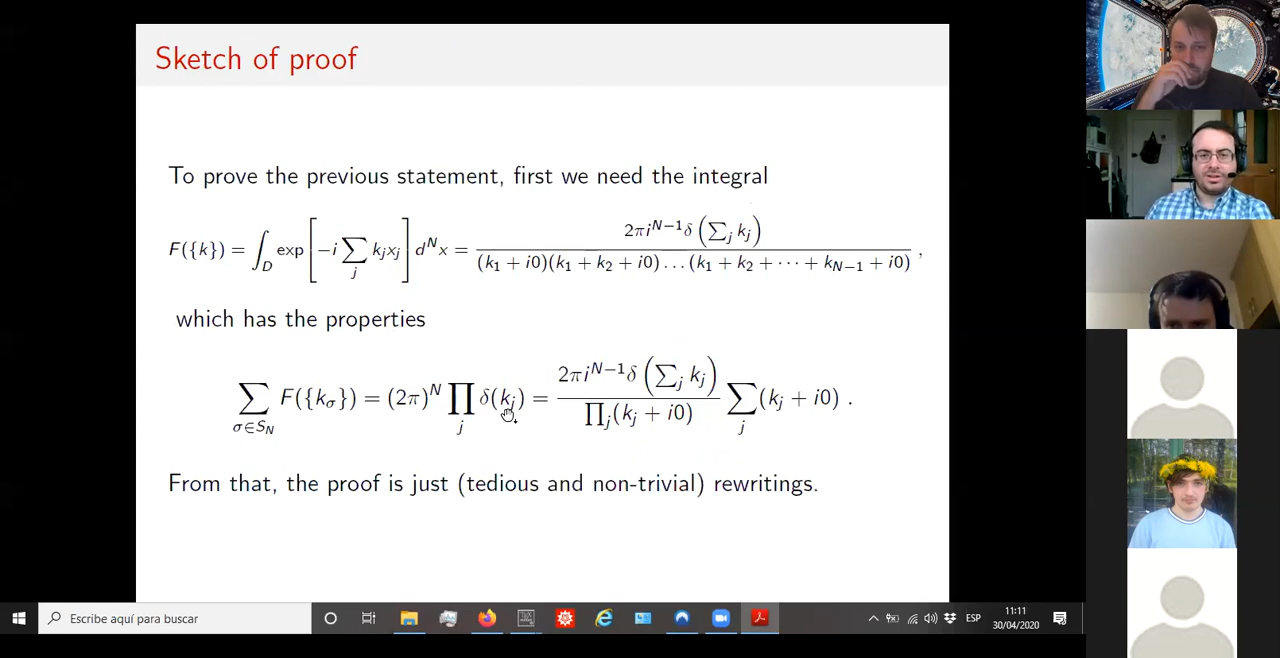 Sketch of proof
To prove the previous statement, first we need the integral
F({k}) = ∫_D exp[−i ∑_j k_j x_j] d^N x = 2πi^{N−1} δ(∑_j k_j) / (k_1 + i0)(k_1 + k_2 + i0)...(k_1 + k_2 + ··· + k_{N−1} + i0) ,
which has the properties
∑_{σ∈S_N} F({k_σ}) = (2π)^N ∏_j δ(k_j) = 2πi^{N−1} δ(∑_j k_j) / ∏_j(k_j + i0) ∑_j (k_j + i0) .
From that, the proof is just (tedious and non-trivial) rewritings.
Escribe aquí para buscar
ESP
11:11
30/04/2020